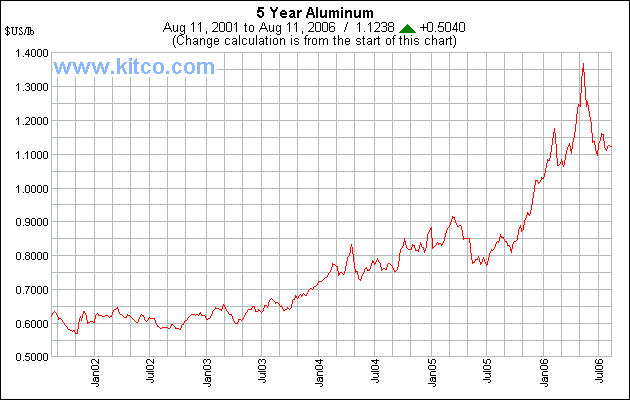 5 Year Aluminum
Aug 11, 2001 to Aug 11, 2006 / 1.1238 +0.5040
(Change calculation is from the start of this chart)
$US/lb
www.kitco.com
1.4000
1.3000
1.2000
1.1000
1.0000
0.9000
0.8000
0.7000
0.6000
0.5000
Jan02
Jul02
Jan03
Jul03
Jan04
Jul04
Jan05
Jul05
Jan06
Jul06